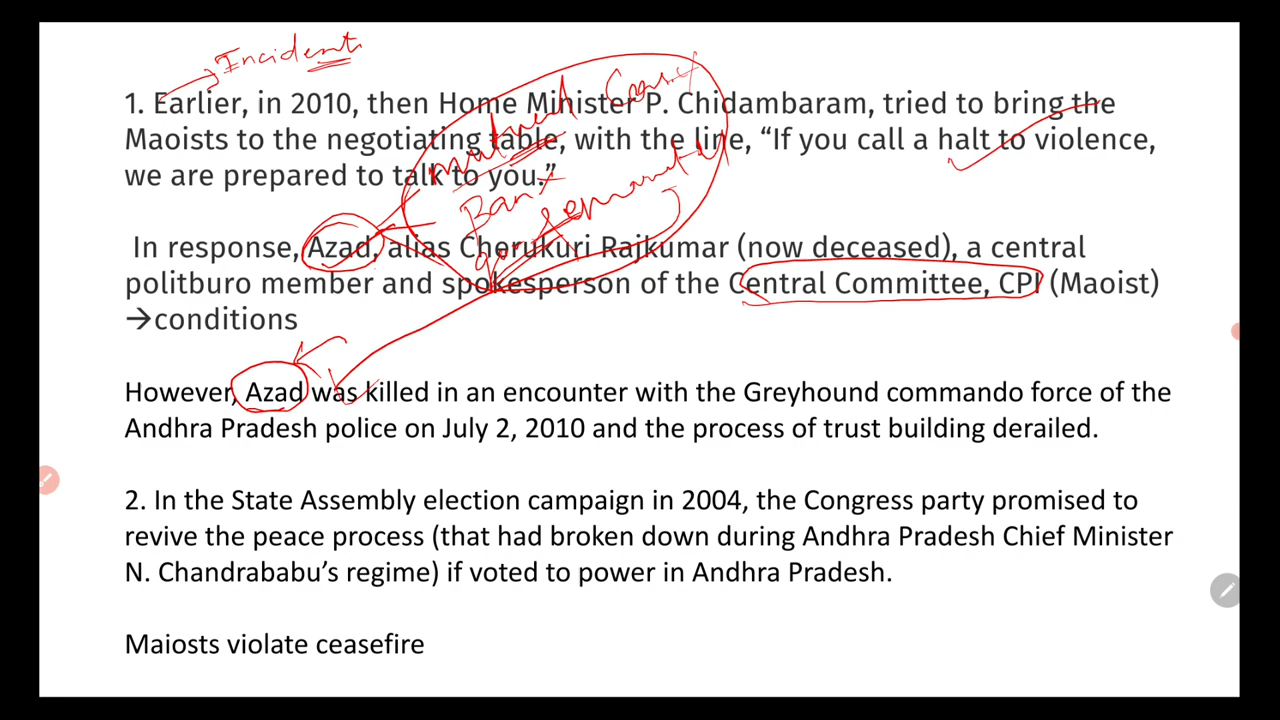 Incident
1. Earlier, in 2010, then Home Minister P. Chidambaram, tried to bring the
Maoists to the negotiating table, with the line, “If you call a halt to violence,
we are prepared to talk to you.”
Ban
In response, Azad, alias Cherukuri Rajkumar (now deceased), a central
politburo member and spokesperson of the Central Committee, CPI (Maoist)
→conditions
However, Azad was killed in an encounter with the Greyhound commando force of the
Andhra Pradesh police on July 2, 2010 and the process of trust building derailed.
2. In the State Assembly election campaign in 2004, the Congress party promised to
revive the peace process (that had broken down during Andhra Pradesh Chief Minister
N. Chandrababu’s regime) if voted to power in Andhra Pradesh.
Maiosts violate ceasefire